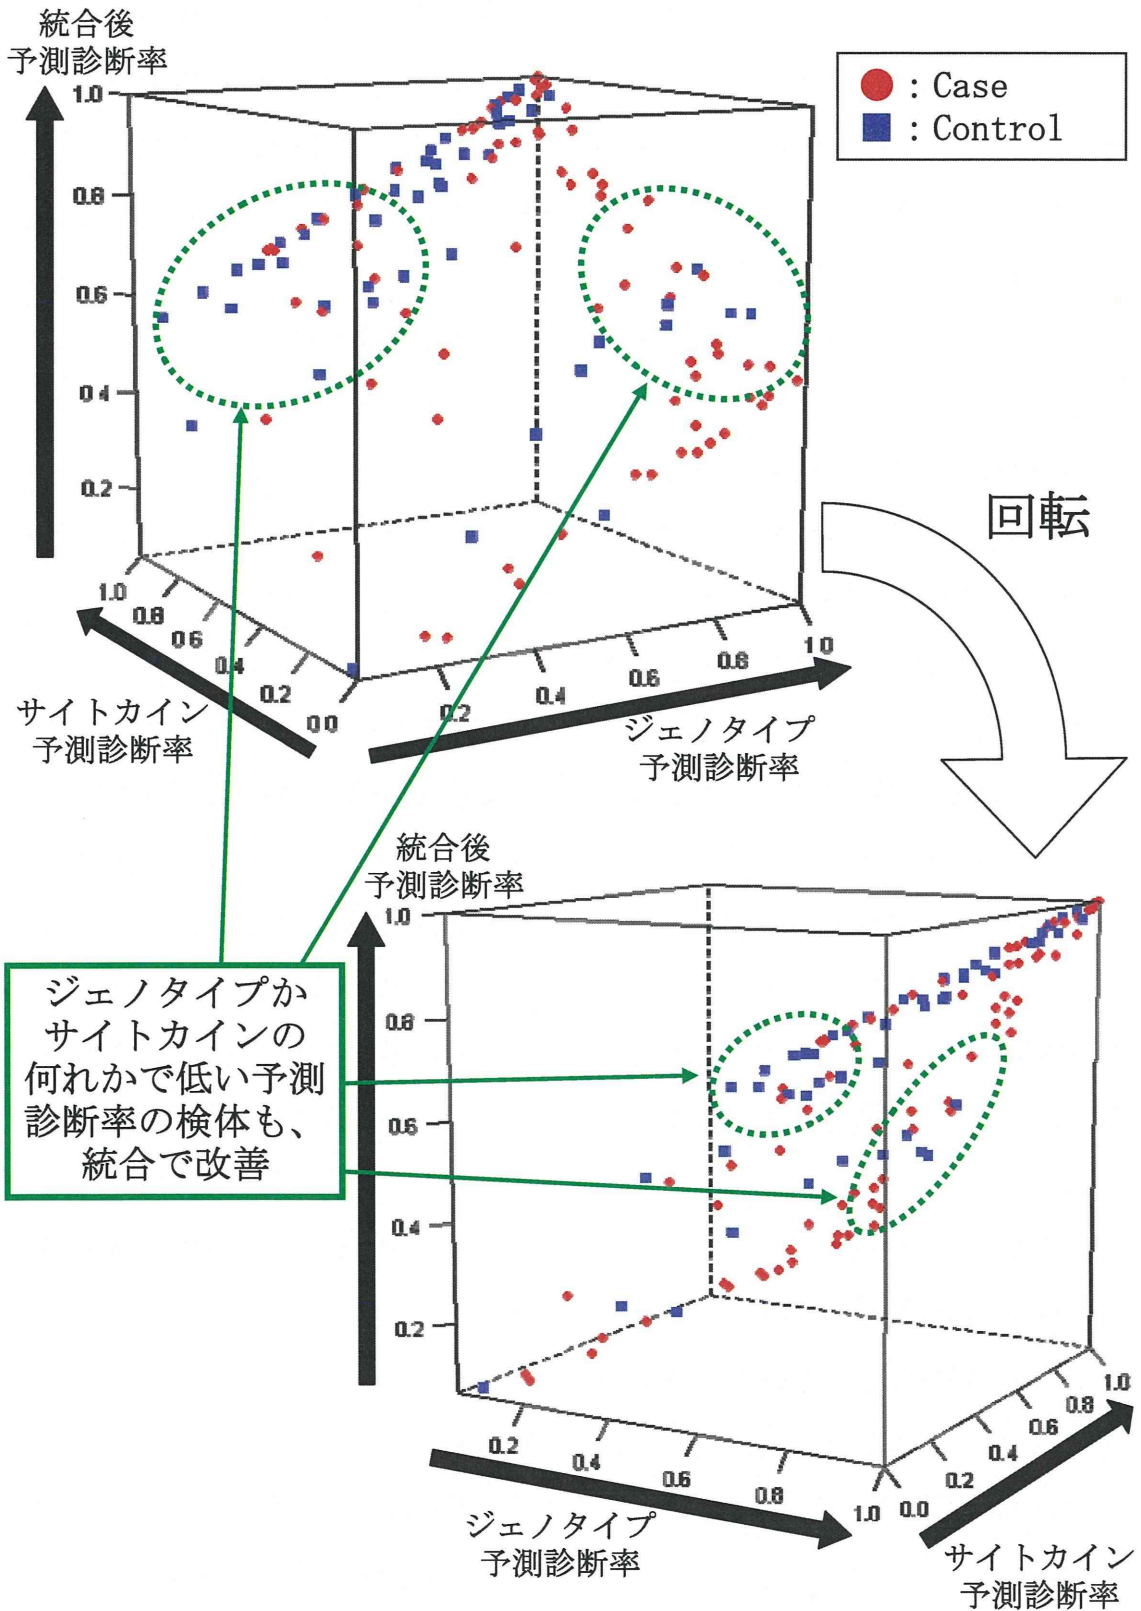 統合後
予測診断率
● : Case
■ : Control
1.0
0.8
0.6
0.4
0.2
1.0
0.8
0.6
0.4
0.2
0.0
0.2
0.4
0.6
0.8
1.0
サイトカイン
予測診断率
ジェノタイプ
予測診断率
回転
統合後
予測診断率
ジェノタイプか
サイトカインの
何れかで低い予測
診断率の検体も、
統合で改善
1.0
0.8
0.6
0.4
0.2
0.2
0.4
0.6
0.8
1.0
0.0
0.2
0.4
0.6
0.8
1.0
ジェノタイプ
予測診断率
サイトカイン
予測診断率